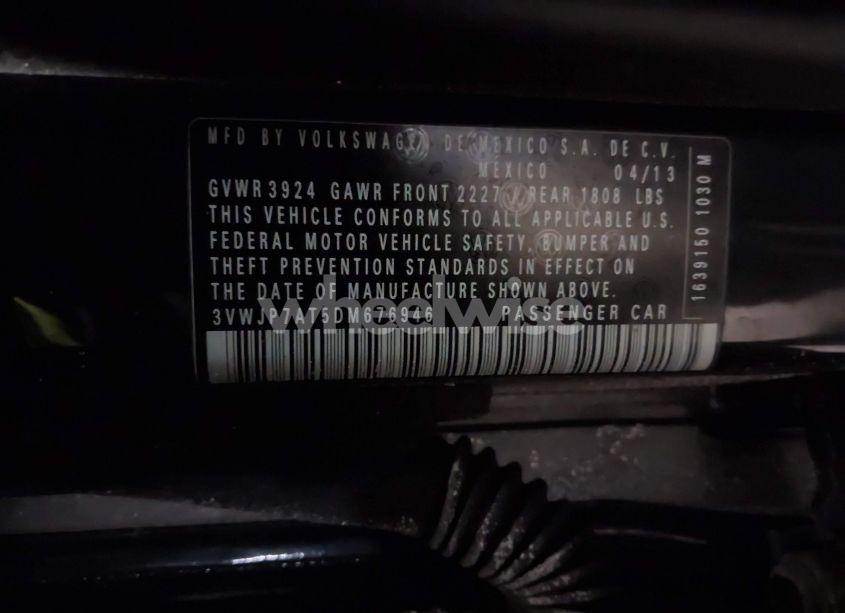 MFD BY VOLKSWAGEN DE MEXICO S.A. DE C.V.
MEXICO 04/13
GVWR 3924 GAWR FRONT 2227 REAR 1808 LBS
THIS VEHICLE CONFORMS TO ALL APPLICABLE U.S.
FEDERAL MOTOR VEHICLE SAFETY, BUMPER AND
THEFT PREVENTION STANDARDS IN EFFECT ON
THE DATE OF MANUFACTURE SHOWN ABOVE.
3VWJP7AT5DM676946 PASSENGER CAR
1639150 1030 M
wheelwise